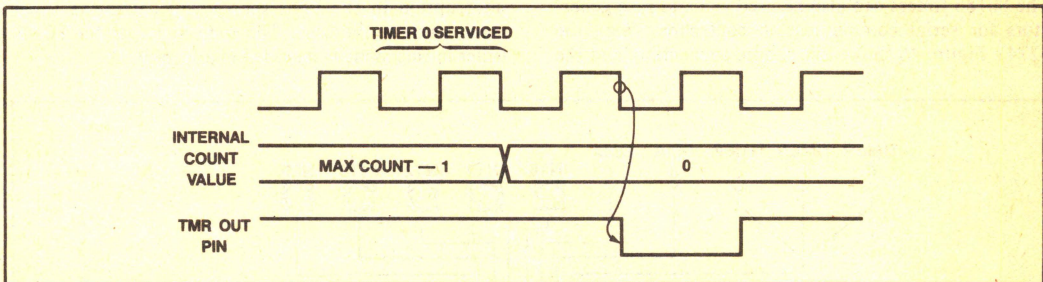 TIMER 0 SERVICED
INTERNAL
COUNT
VALUE
MAX COUNT — 1
0
TMR OUT
PIN